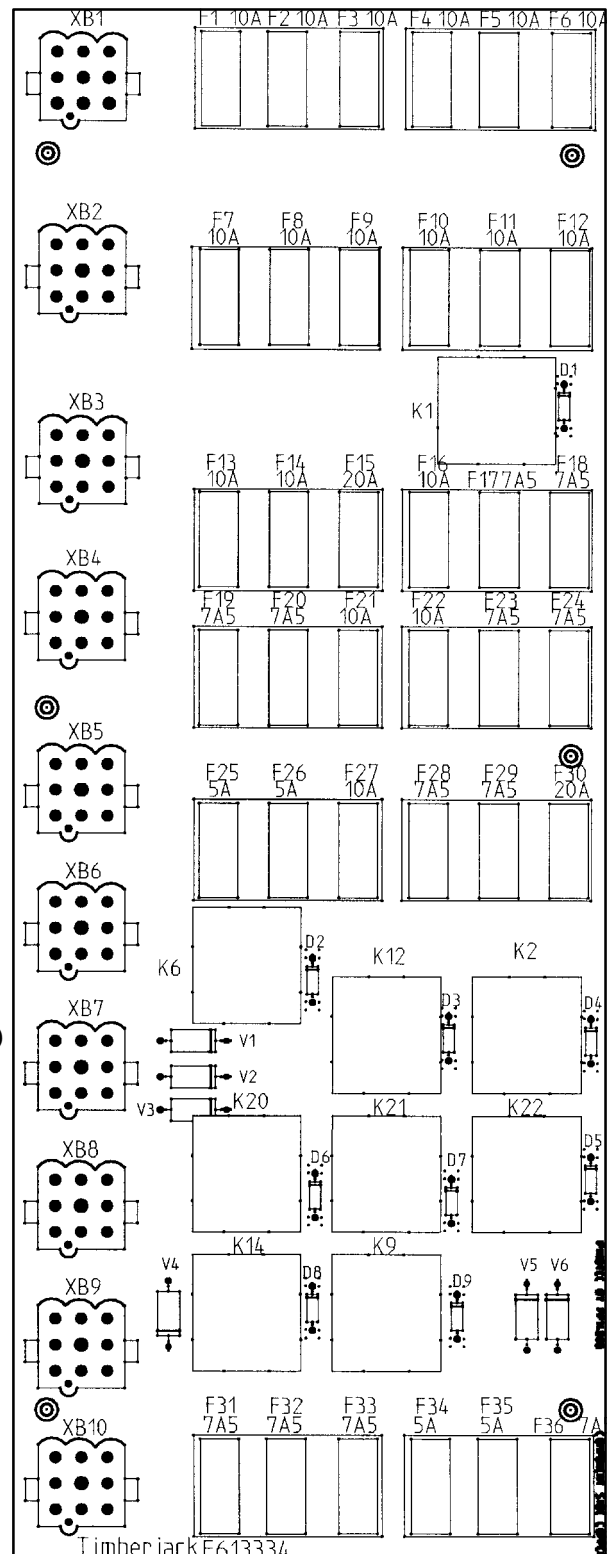 XB1
F1 10A F2 10A F3 10A F4 10A F5 10A F6 10A
XB2
F7 F8 F9 F10 F11 F12
10A 10A 10A 10A 10A 10A
D1
K1
XB3
F13 F14 F15 F16 F18
10A 10A 20A 10A F17 7A5 7A5
XB4
F19 F20 F21 F22 F23 F24
7A5 7A5 10A 10A 7A5 7A5
XB5
F25 F26 F27 F28 F29 F30
5A 5A 10A 7A5 7A5 20A
XB6
D2
K6
K12
K2
XB7
D3
D4
V1
V2
V3
K20
K21
K22
XB8
D6
D7
D5
K14
K9
V4
V5 V6
XB9
D8
D9
XB10
F31 F32 F33 F34 F35
7A5 7A5 7A5 5A 5A F36 7A
COMPONENT SIDE
Timberjack F613334